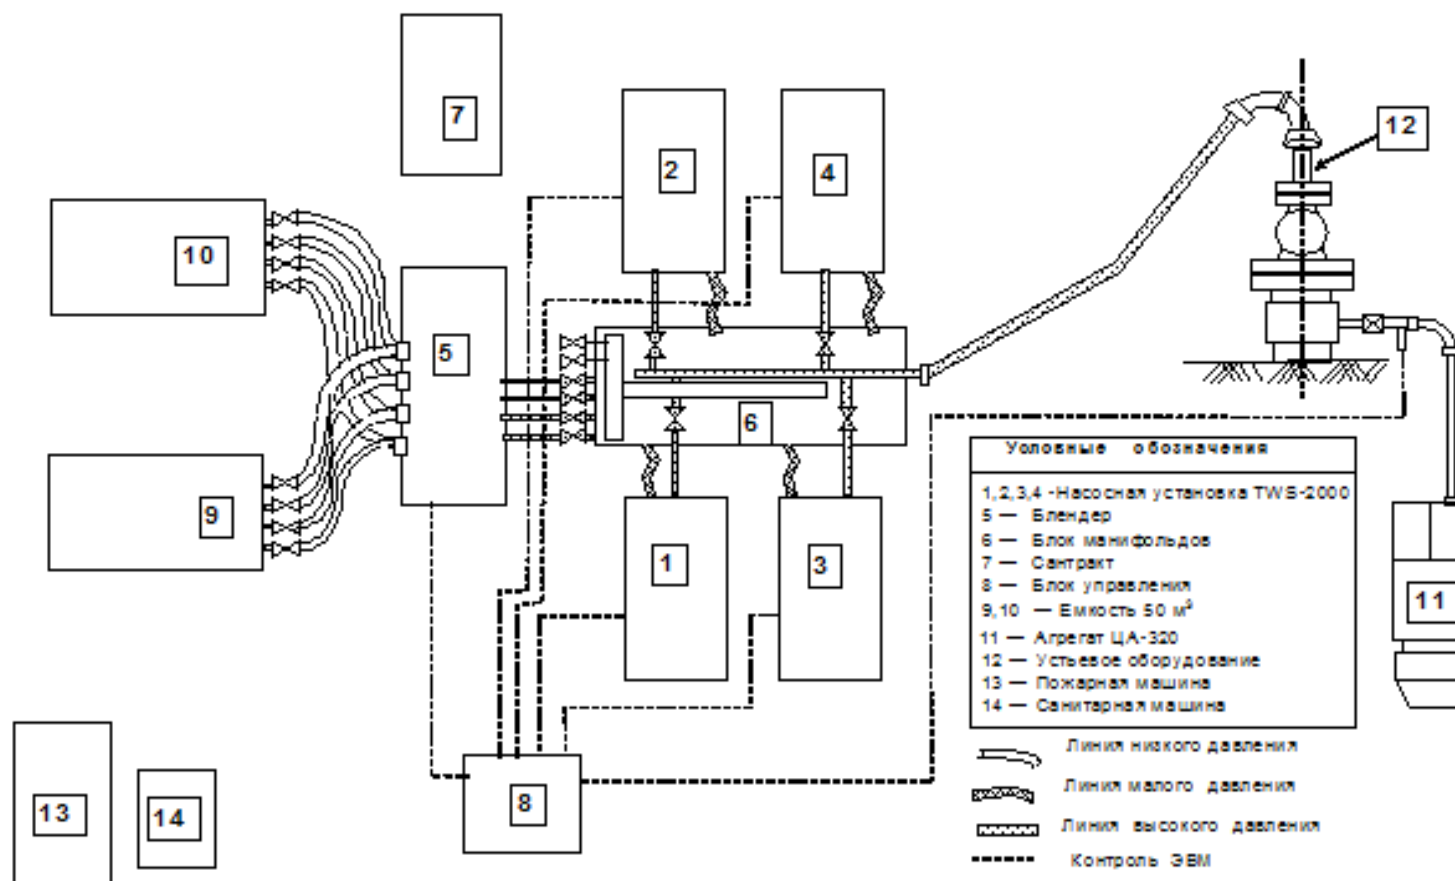 7
2
4
12
10
5
6
9
1
3
11
8
13
14
Условные обозначения
1,2,3,4 -Насосная установка TWS-2000
5 — Блендер
6 — Блок манифольдов
7 — Сантракт
8 — Блок управления
9,10 — Емкость 50 м³
11 — Агрегат ЦА-320
12 — Устьевое оборудование
13 — Пожарная машина
14 — Санитарная машина
Линия низкого давления
Линия малого давления
Линия высокого давления
Контроль ЭВМ